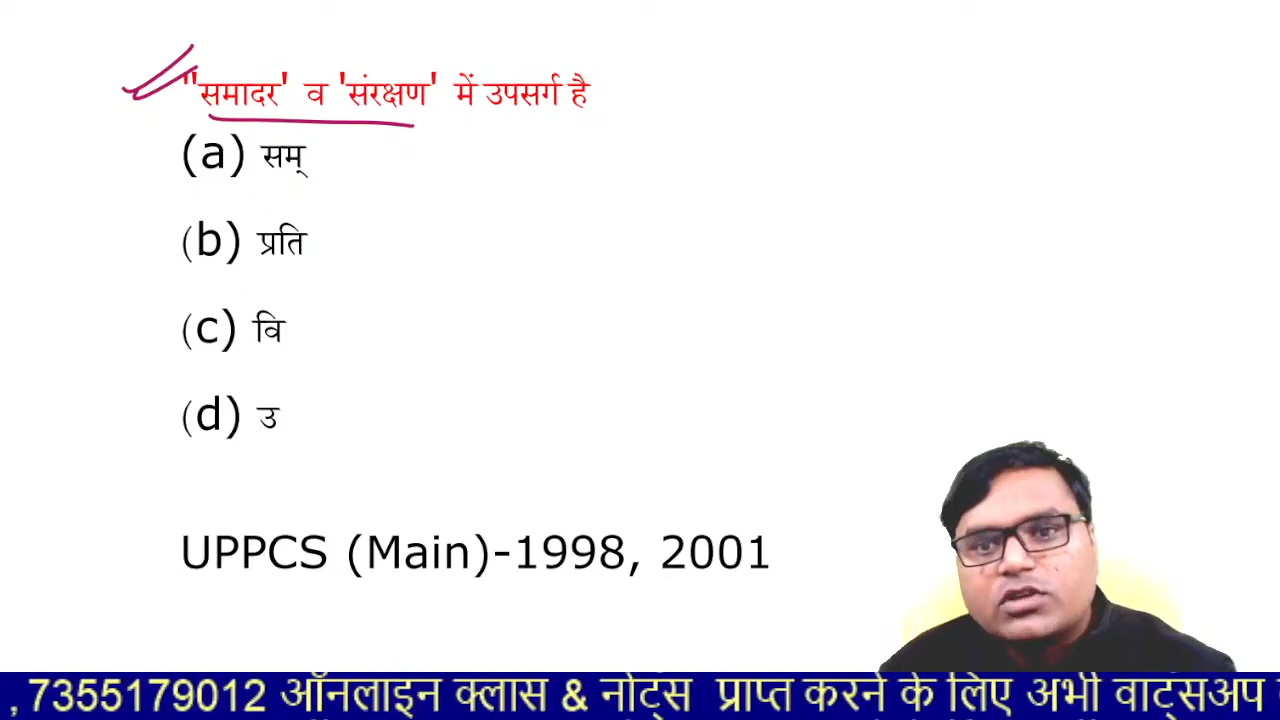 "समादर' व 'संरक्षण' में उपसर्ग है
(a) सम्
(b) प्रति
(c) वि
(d) उ
UPPCS (Main)-1998, 2001
, 7355179012 ऑनलाइन क्लास & नोट्स प्राप्त करने के लिए अभी वाट्सअप